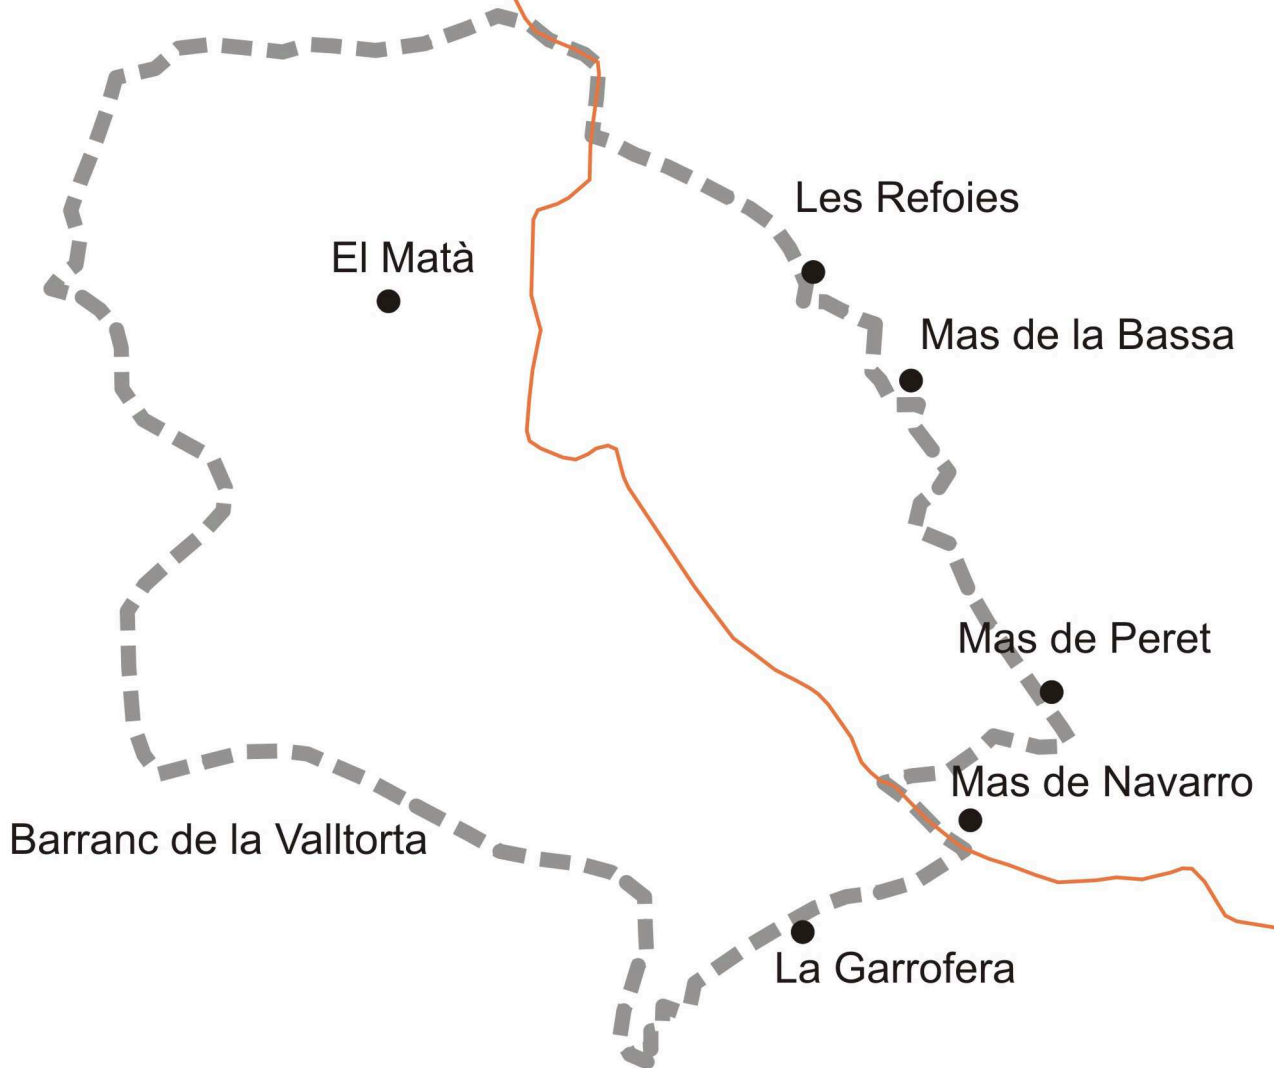 Les Refoies
El Matà
Mas de la Bassa
Mas de Peret
Mas de Navarro
Barranc de la Valltorta
La Garrofera